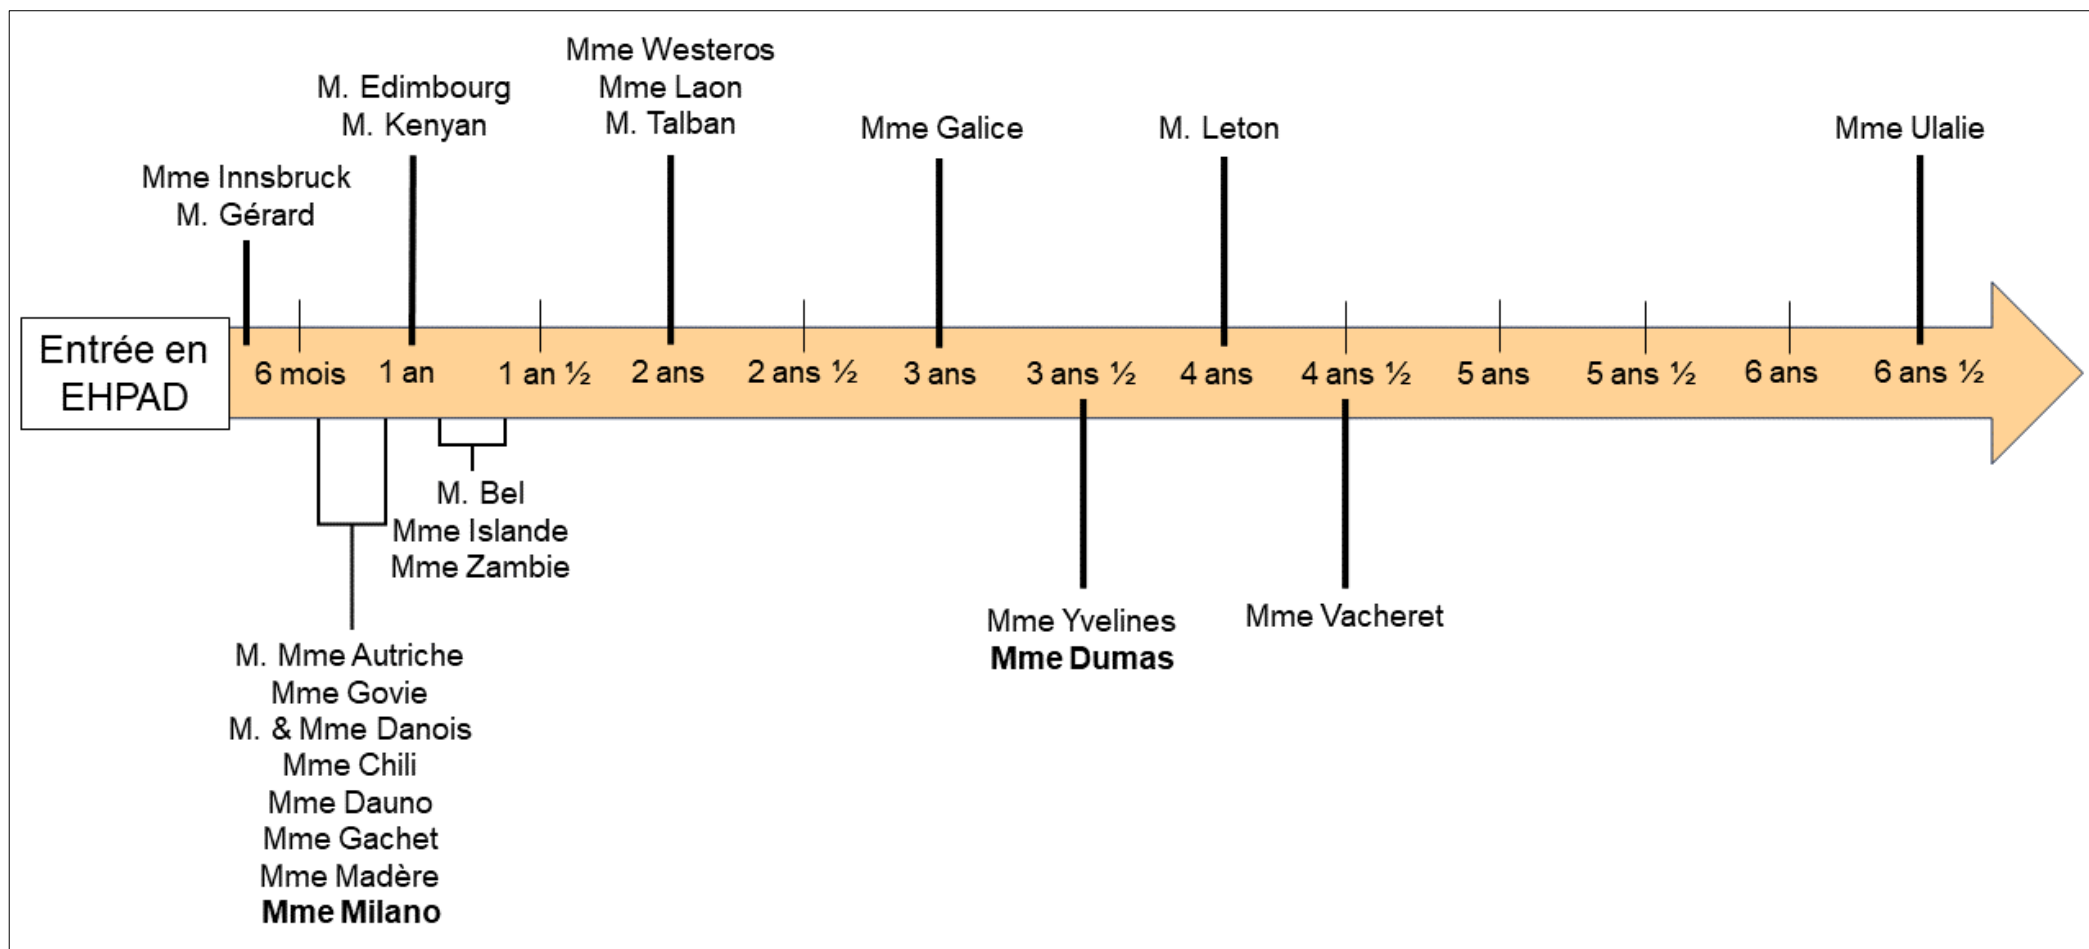 Mme Westeros
Mme Laon
M. Talban
M. Edimbourg
M. Kenyan
Mme Galice
M. Leton
Mme Ulalie
Mme Innsbruck
M. Gérard
Entrée en
EHPAD
6 mois
1 an
1 an ½
2 ans
2 ans ½
3 ans
3 ans ½
4 ans
4 ans ½
5 ans
5 ans ½
6 ans
6 ans ½
M. Bel
Mme Islande
Mme Zambie
Mme Yvelines
Mme Dumas
Mme Vacheret
M. Mme Autriche
Mme Govie
M. & Mme Danois
Mme Chili
Mme Dauno
Mme Gachet
Mme Madère
Mme Milano